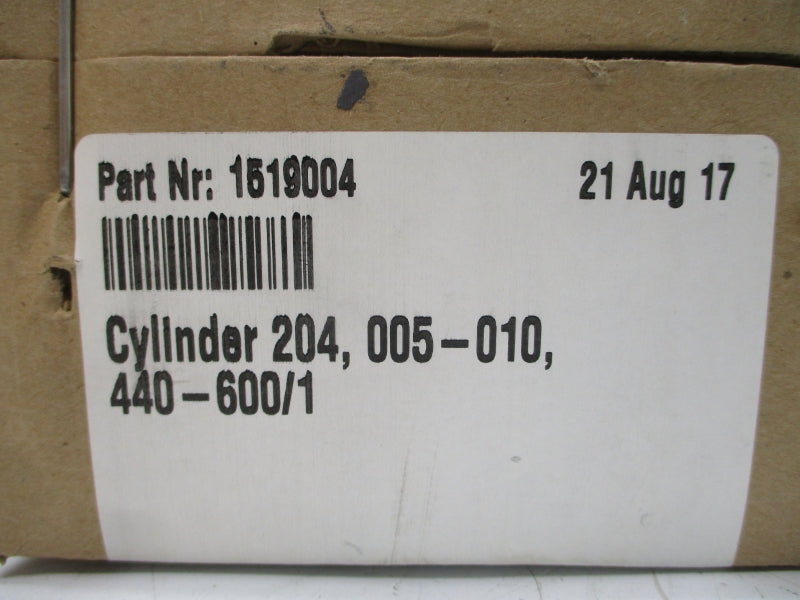 Part Nr: 1519004 21 Aug 17
Cylinder 204, 005-010,
440-600/1